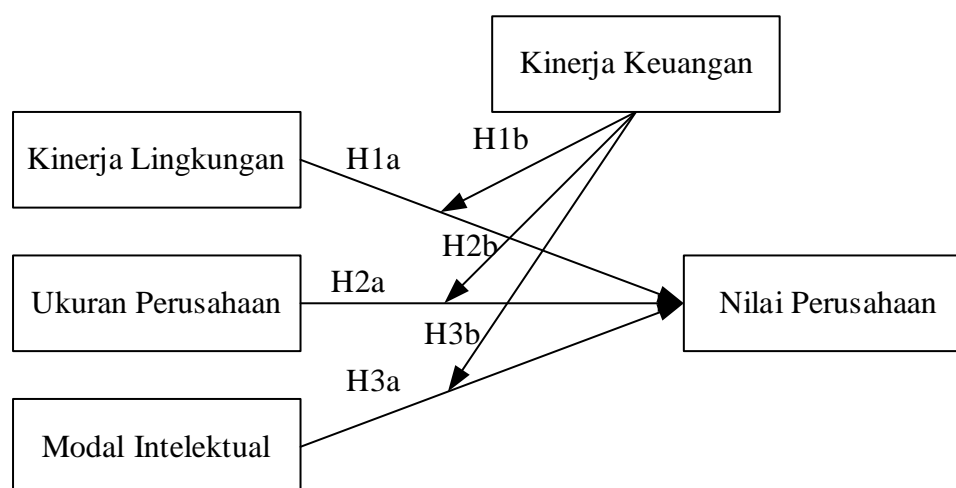 Kinerja Keuangan
Kinerja Lingkungan
H1a
H1b
H2b
Ukuran Perusahaan
H2a
Nilai Perusahaan
H3b
H3a
Modal Intelektual